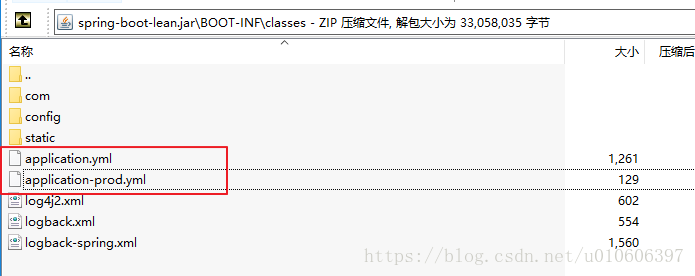 spring-boot-lean.jar\BOOT-INF\classes - ZIP 压缩文件, 解包大小为 33,058,035 字节
名称 大小 压缩后
..
com
config
static
application.yml 1,261
application-prod.yml 129
log4j2.xml 602
logback.xml 554
logback-spring.xml 1,560
https://blog.csdn.net/u010606397